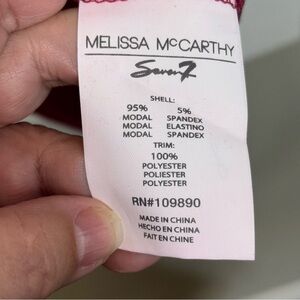 MELISSA McCARTHY
Seven7
SHELL:
95% 5%
MODAL SPANDEX
MODAL ELASTINO
MODAL SPANDEX
TRIM:
100%
POLYESTER
POLIESTER
POLYESTER
RN#109890
MADE IN CHINA
HECHO EN CHINA
FAIT EN CHINE